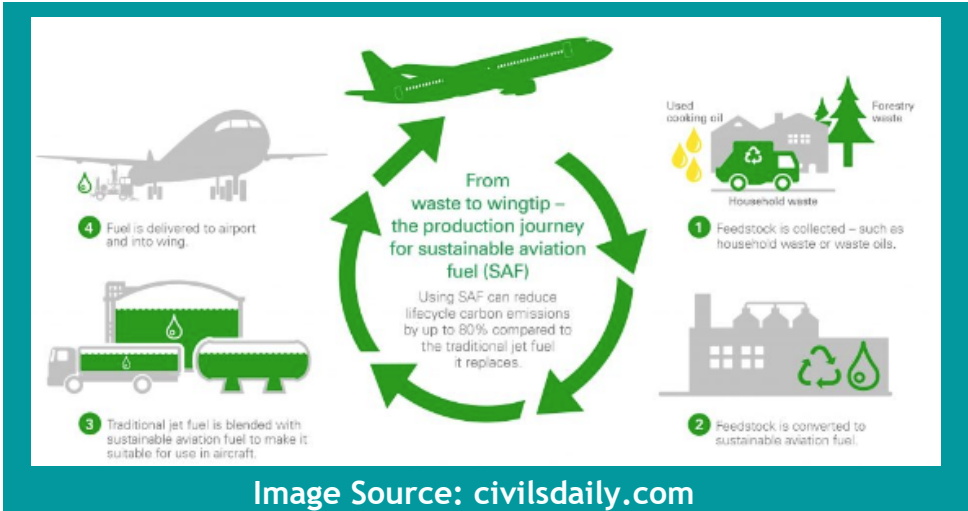 From
waste to wingtip –
the production journey
for sustainable aviation
fuel (SAF)
Using SAF can reduce
lifecycle carbon emissions
by up to 80% compared to
the traditional jet fuel
it replaces.
Used
cooking oil
Forestry
waste
Household waste
1 Feedstock is collected – such as
household waste or waste oils.
2 Feedstock is converted to
sustainable aviation fuel.
3 Traditional jet fuel is blended with
sustainable aviation fuel to make it
suitable for use in aircraft.
4 Fuel is delivered to airport
and into wing.
Image Source: civilsdaily.com